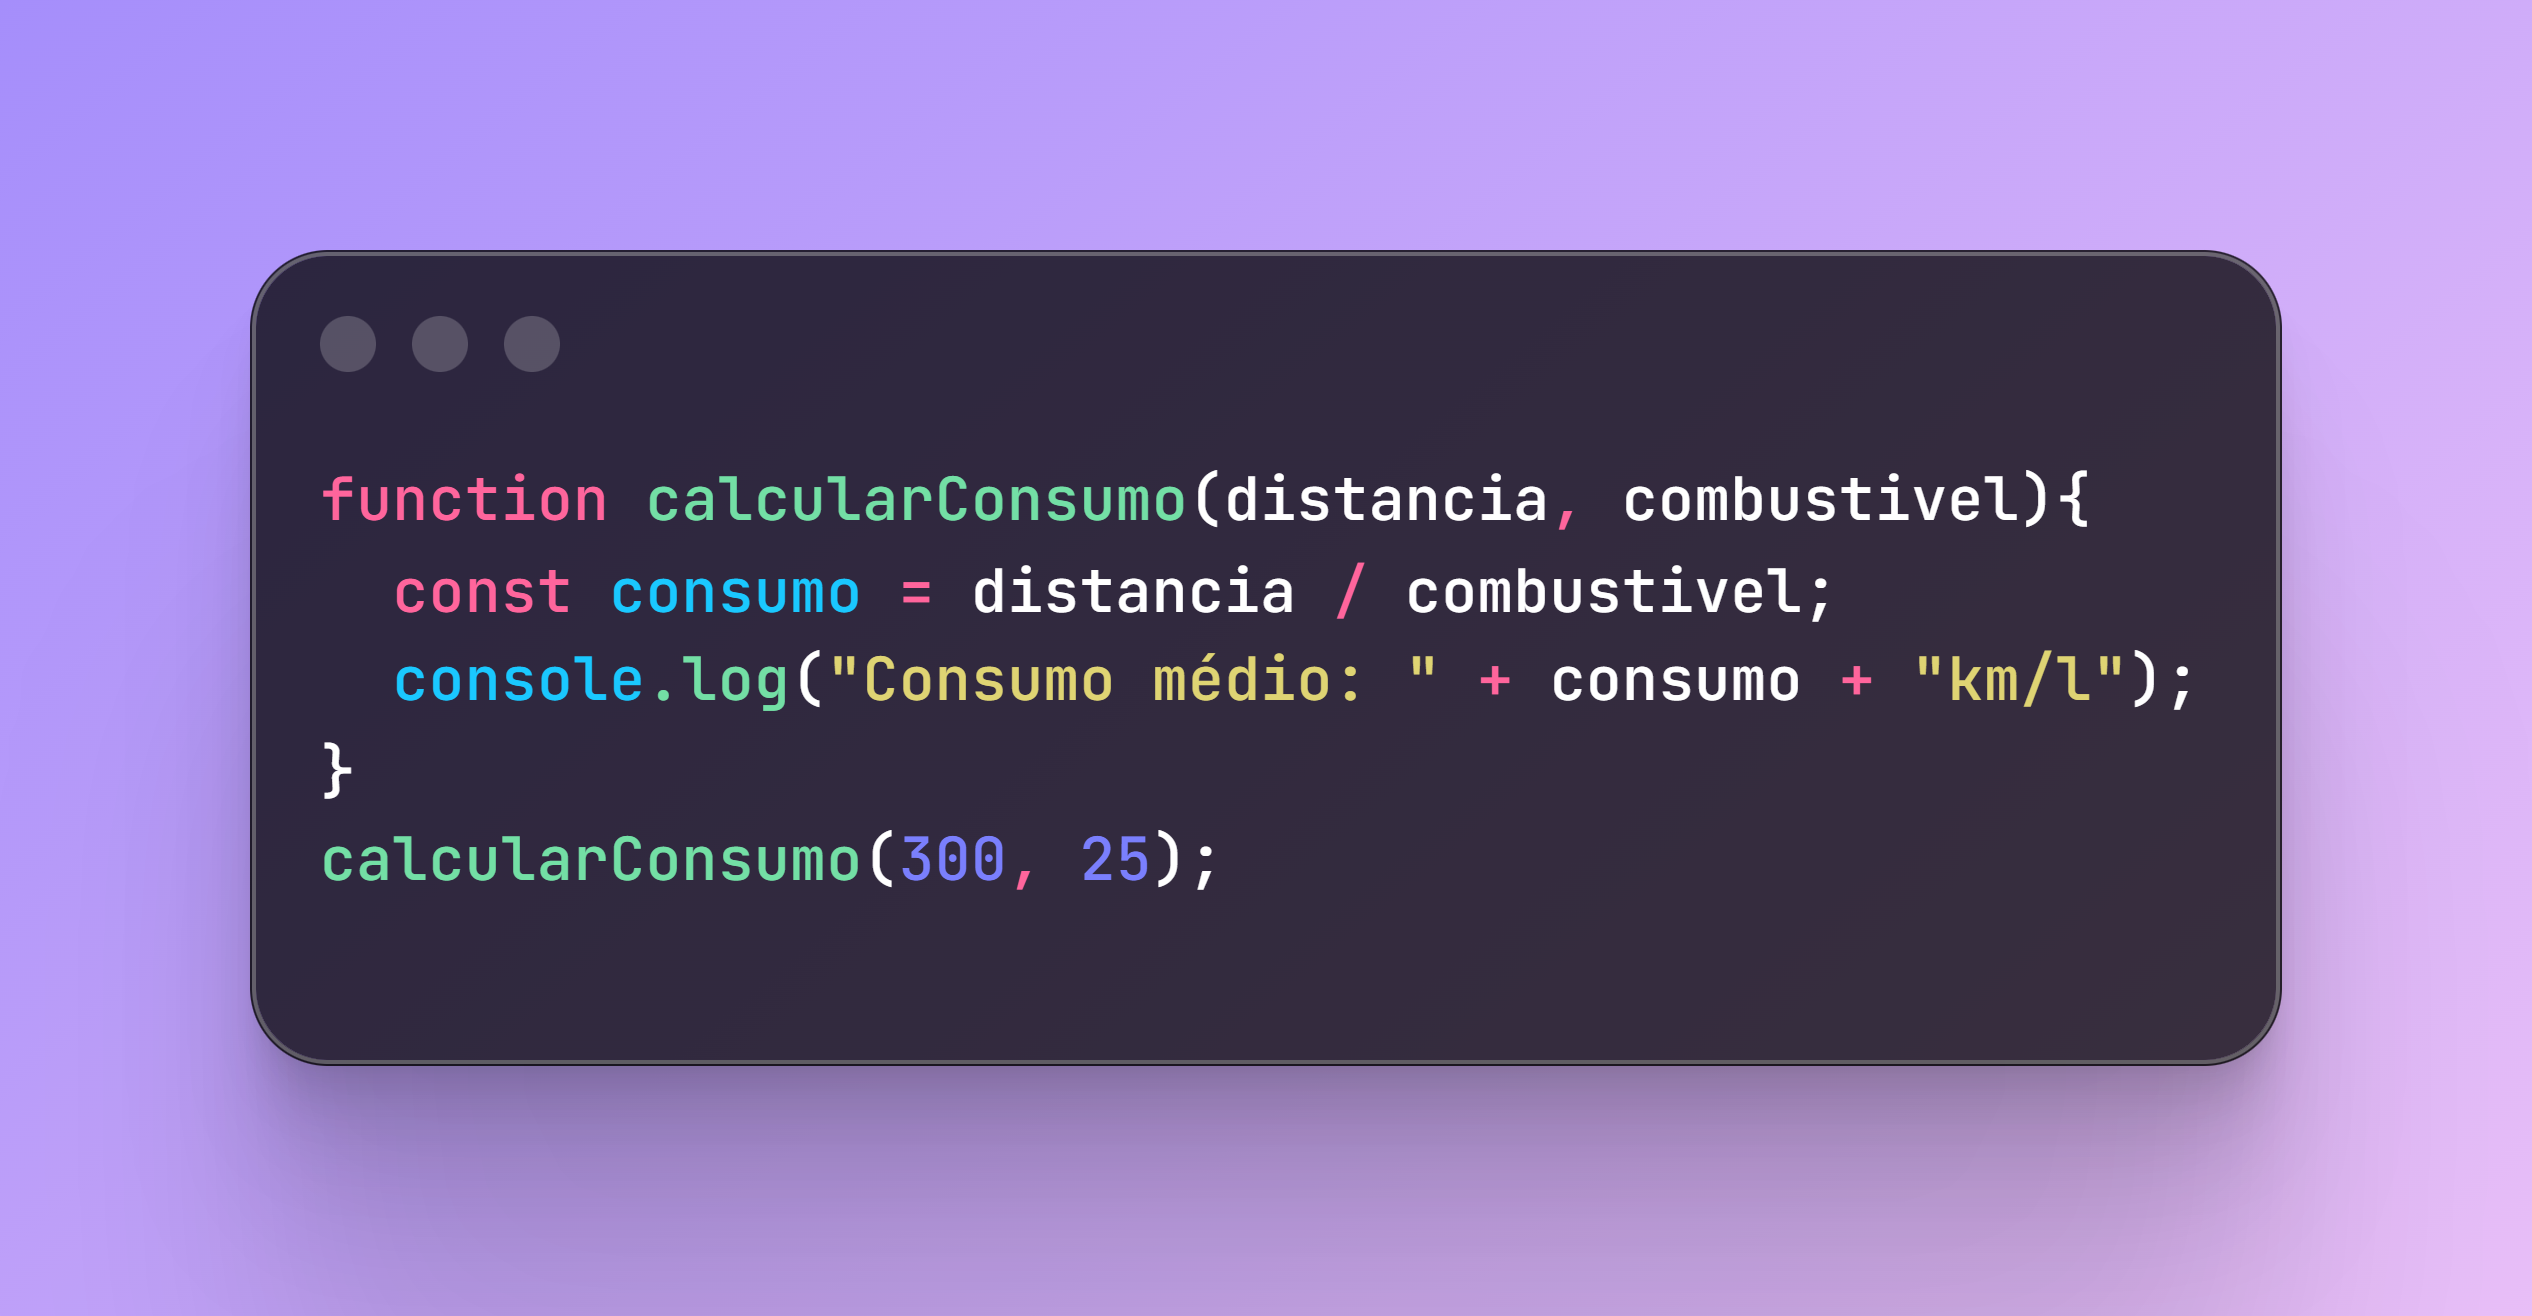 function calcularConsumo(distancia, combustivel){
  const consumo = distancia / combustivel;
  console.log("Consumo médio: " + consumo + "km/l");
}
calcularConsumo(300, 25);